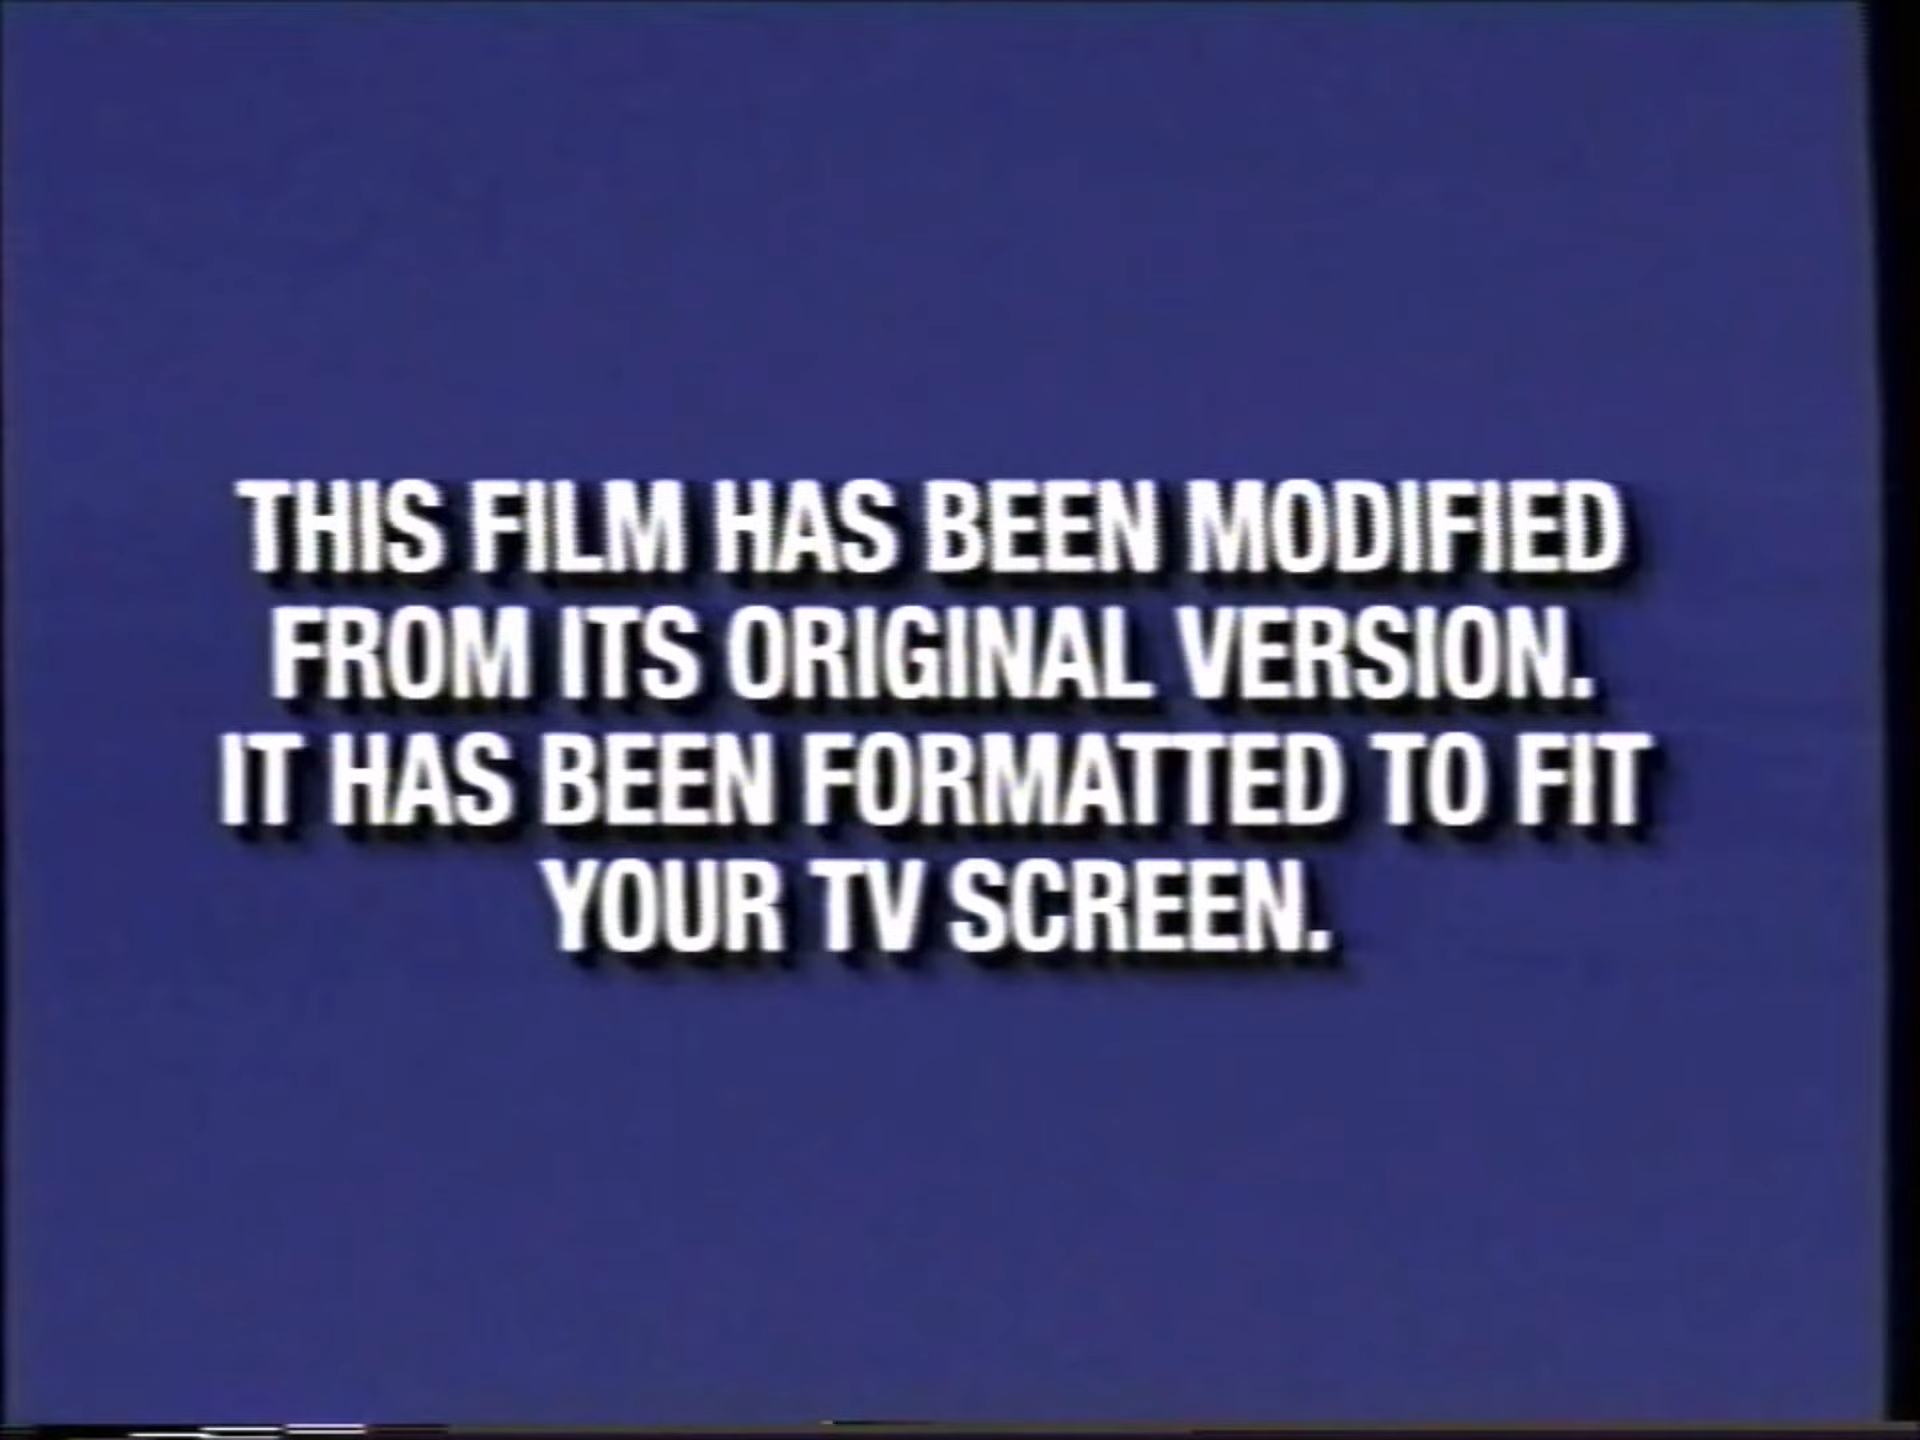 THIS FILM HAS BEEN MODIFIED
FROM ITS ORIGINAL VERSION.
IT HAS BEEN FORMATTED TO FIT
YOUR TV SCREEN.